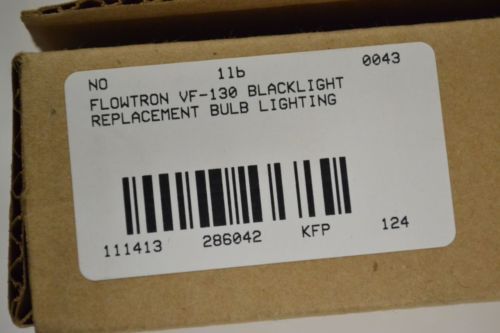 NO 1lb 0043
FLOWTRON VF-130 BLACKLIGHT
REPLACEMENT BULB LIGHTING
111413 286042 KFP 124